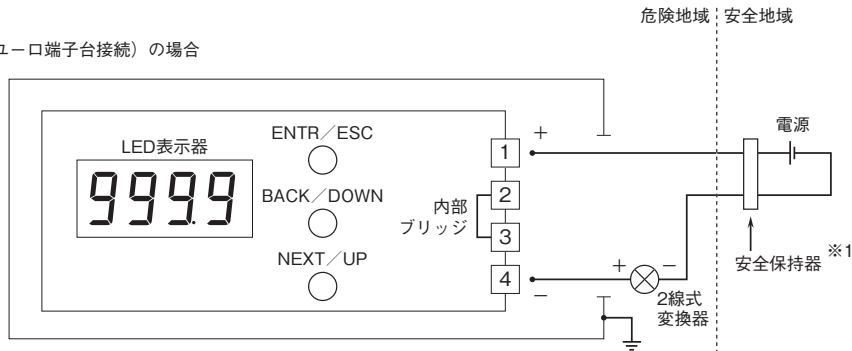 危険地域 安全地域
ユーロ端子台接続）の場合
電源
LED表示器
999.9
ENTR／ESC
BACK／DOWN
NEXT／UP
内部
ブリッジ
1
2
3
4
+
−
+
−
2線式
変換器
安全保持器 ※1